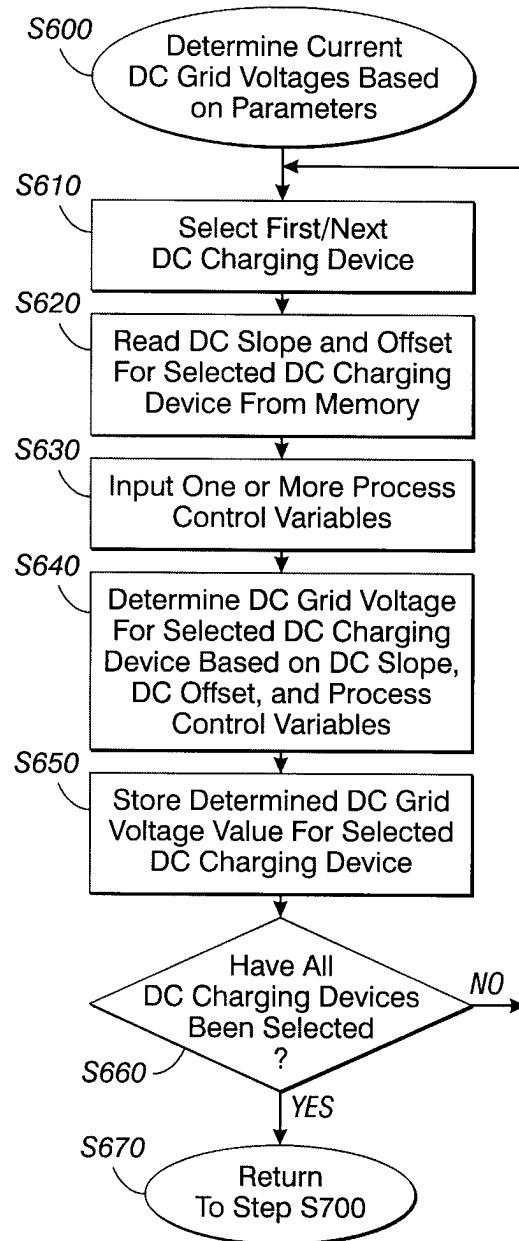 S600
Determine Current
DC Grid Voltages Based
on Parameters
S610
Select First/Next
DC Charging Device
S620
Read DC Slope and Offset
For Selected DC Charging
Device From Memory
S630
Input One or More Process
Control Variables
S640
Determine DC Grid Voltage
For Selected DC Charging
Device Based on DC Slope,
DC Offset, and Process
Control Variables
S650
Store Determined DC Grid
Voltage Value For Selected
DC Charging Device
Have All
DC Charging Devices
Been Selected
?
NO
S660
YES
S670
Return
To Step S700